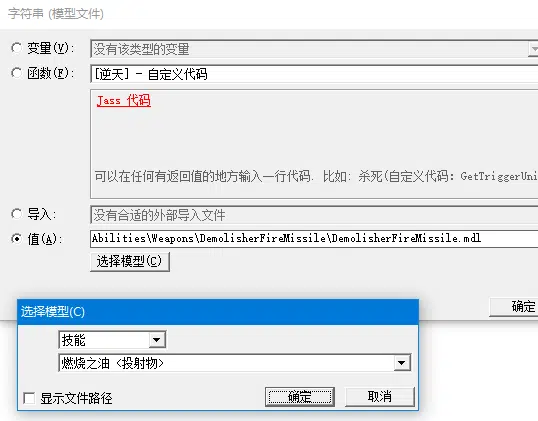 字符串 (模型文件)
变量(V): 没有该类型的变量
函数(F): [逆天] - 自定义代码
Jass 代码
可以在任何有返回值的地方输入一行代码. 比如: 杀死(自定义代码: GetTriggerUni
导入: 没有合适的外部导入文件
值(A): Abilities\Weapons\DemolisherFireMissile\DemolisherFireMissile.mdl
选择模型(C)
确定
选择模型(C)
技能
燃烧之油 <投射物>
显示文件路径 确定 取消